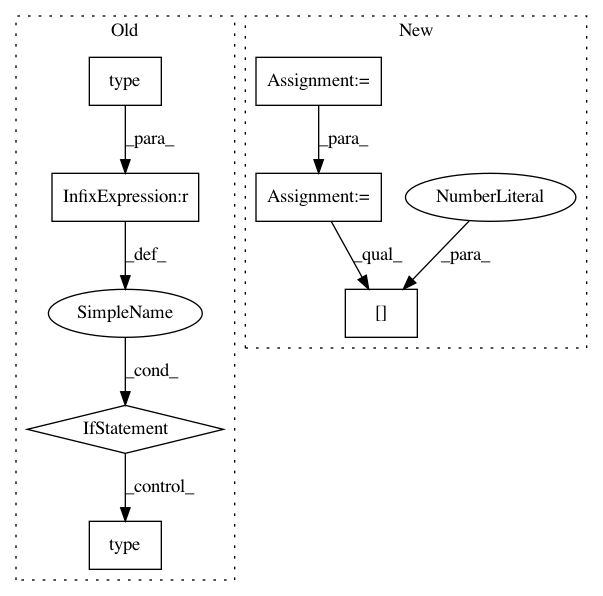 Old
New
type
Assignment:=
_para_
_para_
InfixExpression:r
Assignment:=
NumberLiteral
_def_
_qual_
_para_
SimpleName
[]
_cond_
IfStatement
_control_
type